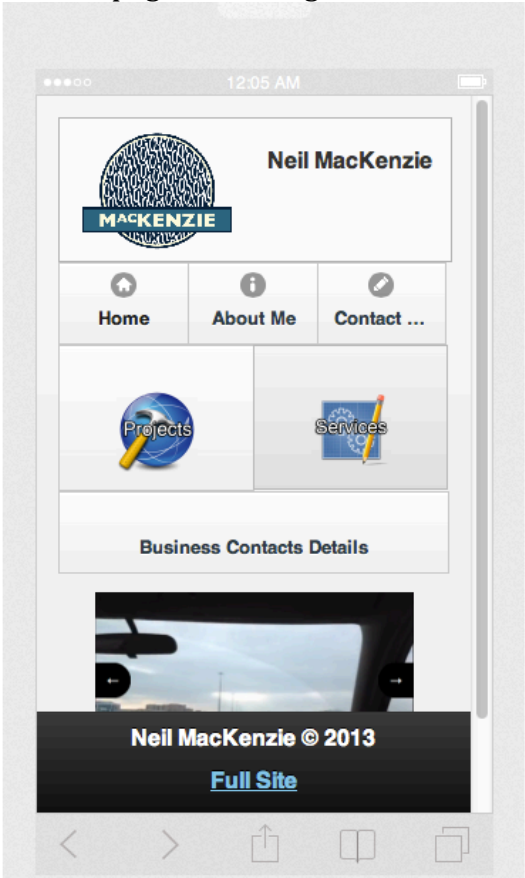 12:05 AM
Neil MacKenzie
MACKENZIE
Home
About Me
Contact ...
Projects
Services
Business Contacts Details
Neil MacKenzie © 2013
Full Site